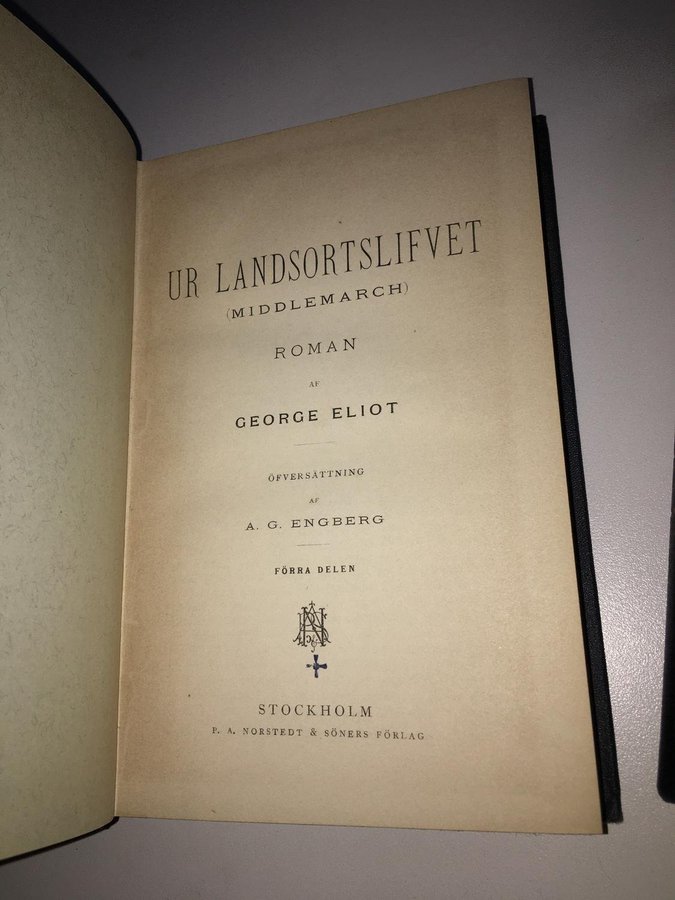 UR LANDSORTSLIFVET
(MIDDLEMARCH)
ROMAN
AF
GEORGE ELIOT
ÖFVERSÄTTNING
AF
A. G. ENGBERG
FÖRRA DELEN
STOCKHOLM
P. A. NORSTEDT & SÖNERS FÖRLAG